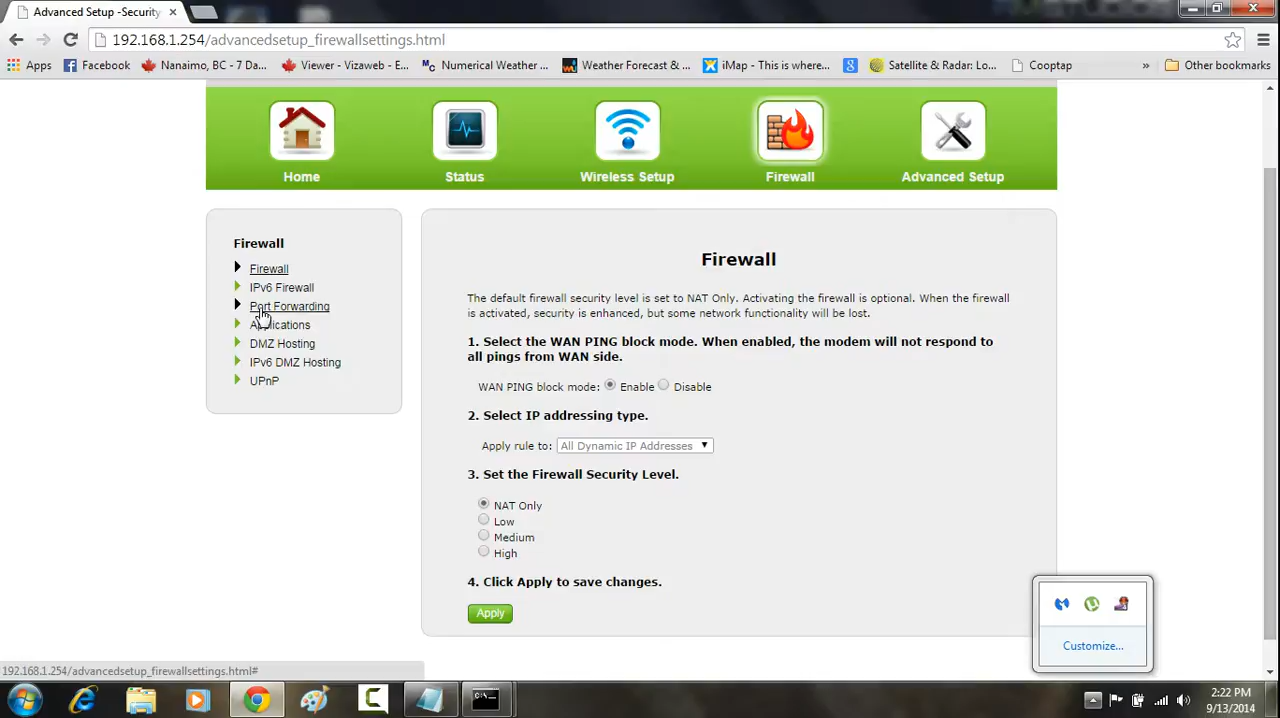 Advanced Setup -Security
192.168.1.254/advancedsetup_firewallsettings.html
Apps Facebook Nanaimo, BC - 7 Da... Viewer - Vizaweb - E... Numerical Weather ... Weather Forecast & ... iMap - This is where... Satellite & Radar: Lo... Cooptap » Other bookmarks
Home Status Wireless Setup Firewall Advanced Setup
Firewall
Firewall
IPv6 Firewall
Port Forwarding
Applications
DMZ Hosting
IPv6 DMZ Hosting
UPnP
Firewall
The default firewall security level is set to NAT Only. Activating the firewall is optional. When the firewall
is activated, security is enhanced, but some network functionality will be lost.
1. Select the WAN PING block mode. When enabled, the modem will not respond to
all pings from WAN side.
WAN PING block mode: Enable Disable
2. Select IP addressing type.
Apply rule to: All Dynamic IP Addresses
3. Set the Firewall Security Level.
NAT Only
Low
Medium
High
4. Click Apply to save changes.
Apply
Customize...
192.168.1.254/advancedsetup_firewallsettings.html#
2:22 PM
9/13/2014